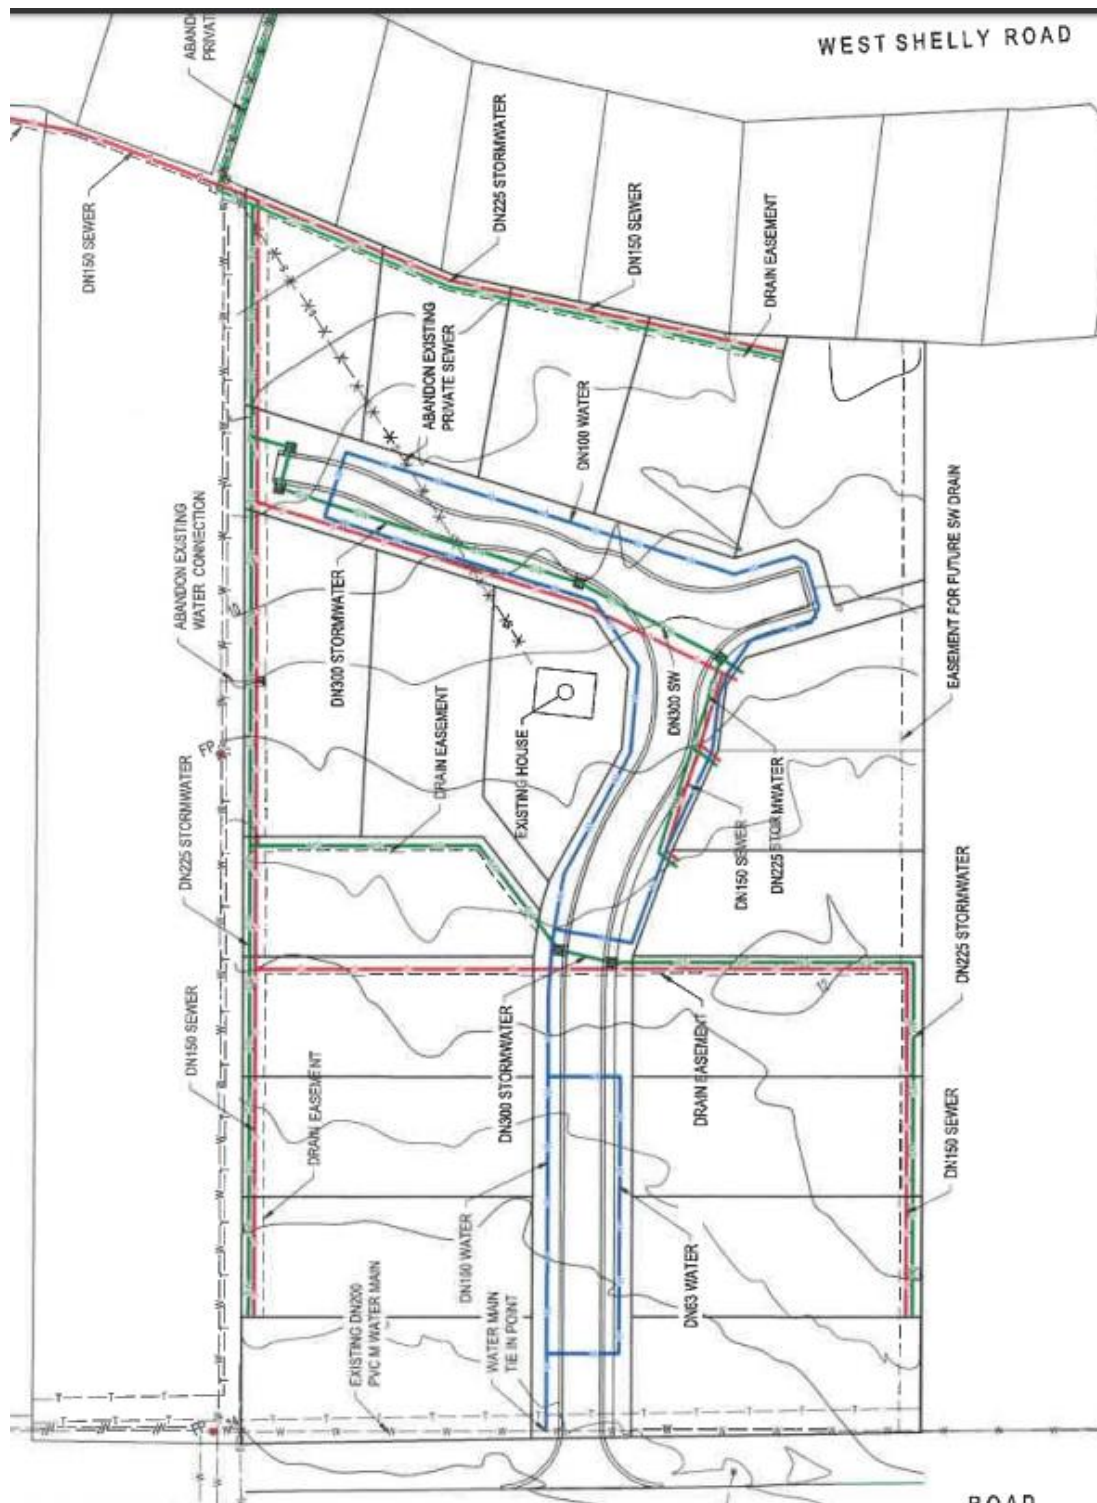 WEST SHELLY ROAD
DN225 STORMWATER
DN150 SEWER
DN150 SEWER
DRAIN EASEMENT
ABANDON EXISTING
PRIVATE SEWER
DN100 WATER
ABANDON EXISTING
WATER CONNECTION
EASEMENT FOR FUTURE SW DRAIN
DN300 STORMWATER
DN300 SW
DRAIN EASEMENT
EXISTING HOUSE
FP
DN225 STORMWATER
DN150 SEWER
DN225 STORMWATER
DN225 STORMWATER
DN150 SEWER
DN300 STORMWATER
DRAIN EASEMENT
DRAIN EASEMENT
DN150 SEWER
DN100 WATER
DN63 WATER
EXISTING DN200
PVC M WATER MAIN
WATER MAIN
TIE IN POINT
FP
ROAD